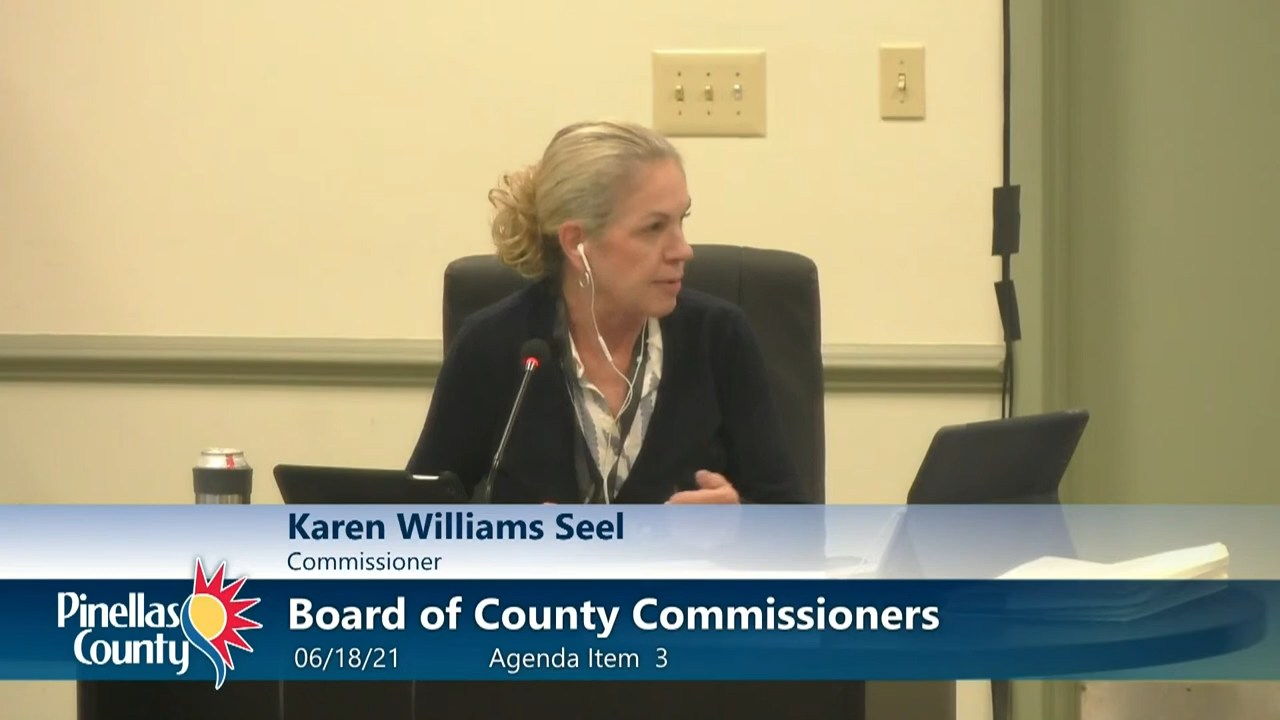 Karen Williams Seel
Commissioner
Pinellas
County
Board of County Commissioners
06/18/21 Agenda Item 3